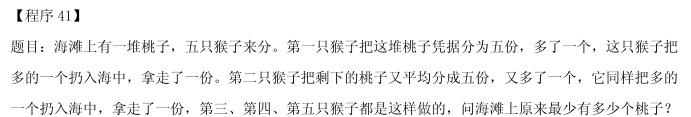 【程序 41】
题目：海滩上有一堆桃子，五只猴子来分。第一只猴子把这堆桃子凭据分为五份，多了一个，这只猴子把
多的一个扔入海中，拿走了一份。第二只猴子把剩下的桃子又平均分成五份，又多了一个，它同样把多的
一个扔入海中，拿走了一份，第三、第四、第五只猴子都是这样做的，问海滩上原来最少有多少个桃子？